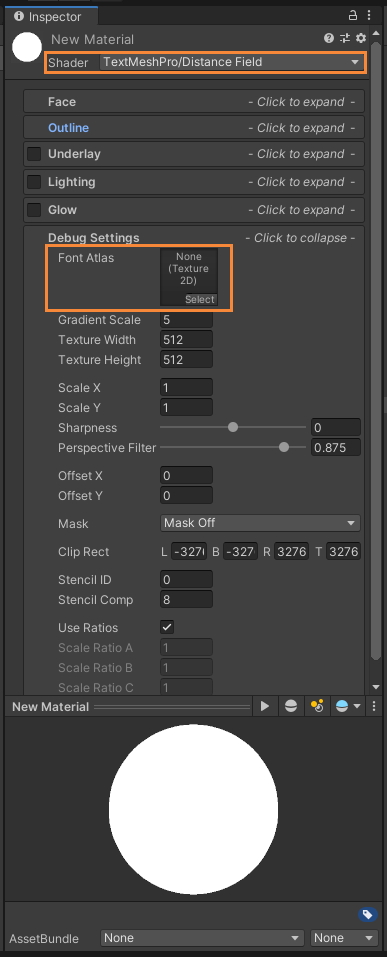 Inspector
New Material
Shader TextMeshPro/Distance Field
Face - Click to expand -
Outline - Click to expand -
Underlay - Click to expand -
Lighting - Click to expand -
Glow - Click to expand -
Debug Settings - Click to collapse -
Font Atlas
None
(Texture
2D)
Select
Gradient Scale 5
Texture Width 512
Texture Height 512
Scale X 1
Scale Y 1
Sharpness 0
Perspective Filter 0.875
Offset X 0
Offset Y 0
Mask Mask Off
Clip Rect L -3276 B -327 R 3276 T 3276
Stencil ID 0
Stencil Comp 8
Use Ratios
Scale Ratio A 1
Scale Ratio B 1
Scale Ratio C 1
New Material
AssetBundle None None